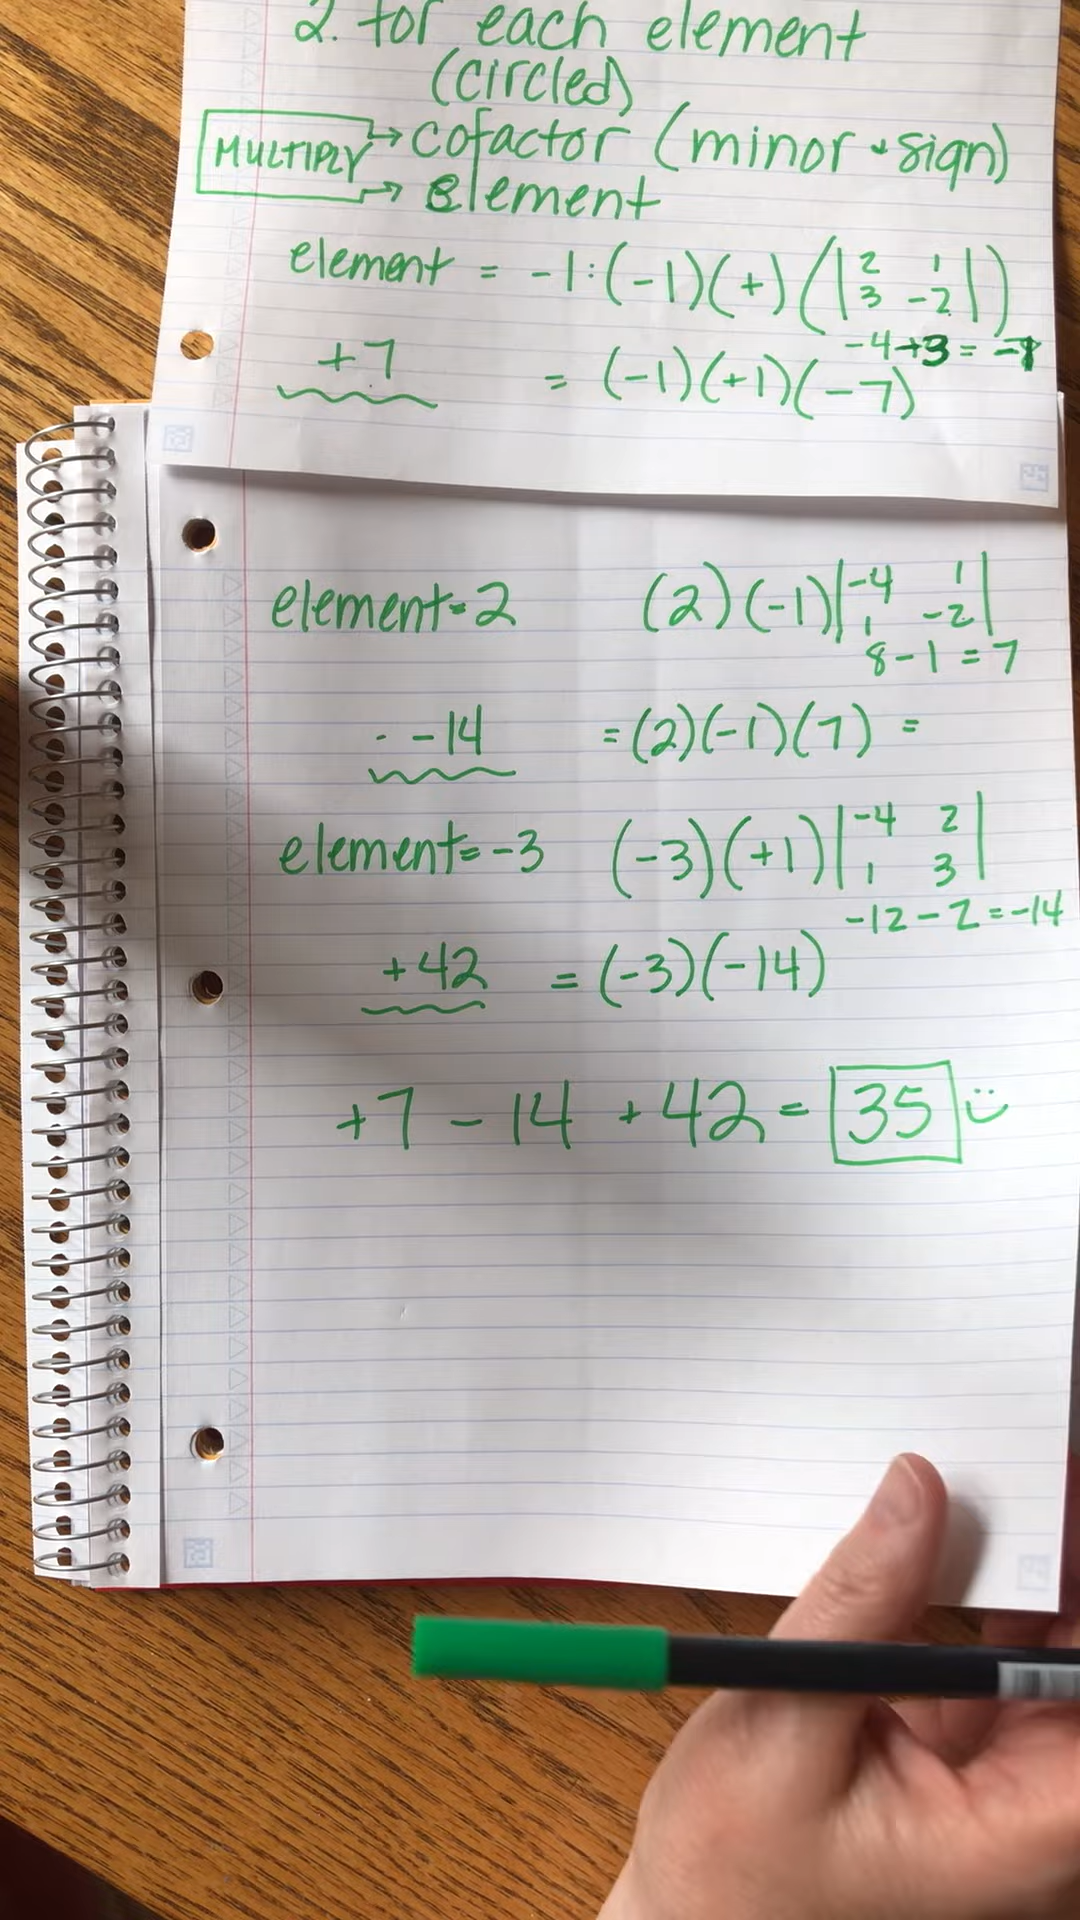 2. for each element
(circled)
MULTIPLY → cofactor (minor + sign)
→ element
element = -1: (-1)(+)(|2 1|)
3 -2
-4+3 = -7
+7 = (-1)(+1)(-7)
element = 2 (2)(-1)|-4 1|
1 -2
8 - 1 = 7
-14 = (2)(-1)(7) =
element = -3 (-3)(+1)|-4 2|
1 3
-12 - 2 = -14
+42 = (-3)(-14)
+7 - 14 + 42 = 35 :)